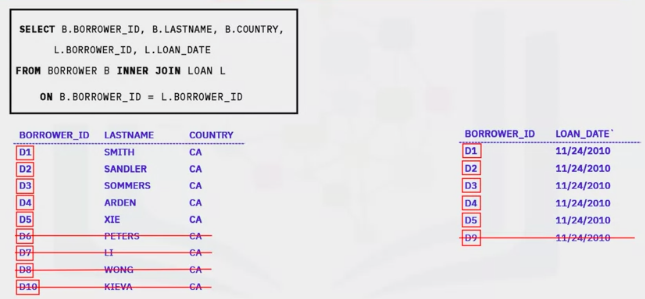 SELECT B.BORROWER_ID, B.LASTNAME, B.COUNTRY,
L.BORROWER_ID, L.LOAN_DATE
FROM BORROWER B INNER JOIN LOAN L
ON B.BORROWER_ID = L.BORROWER_ID
BORROWER_ID LASTNAME COUNTRY
D1 SMITH CA
D2 SANDLER CA
D3 SOMMERS CA
D4 ARDEN CA
D5 XIE CA
D6 PETERS CA
D7 LI CA
D8 WONG CA
D10 KIEVA CA
BORROWER_ID LOAN_DATE`
D1 11/24/2010
D2 11/24/2010
D3 11/24/2010
D4 11/24/2010
D5 11/24/2010
D9 11/24/2010